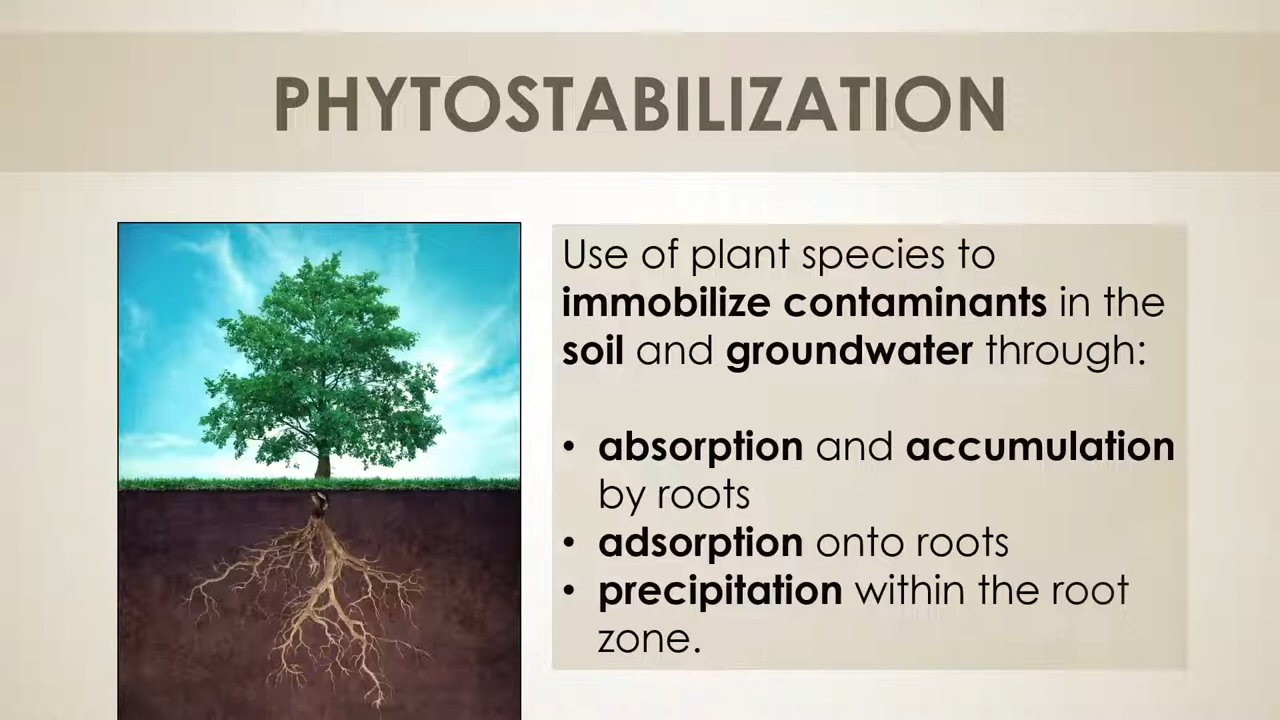 PHYTOSTABILIZATION
Use of plant species to
immobilize contaminants in the
soil and groundwater through:
• absorption and accumulation
by roots
• adsorption onto roots
• precipitation within the root
zone.